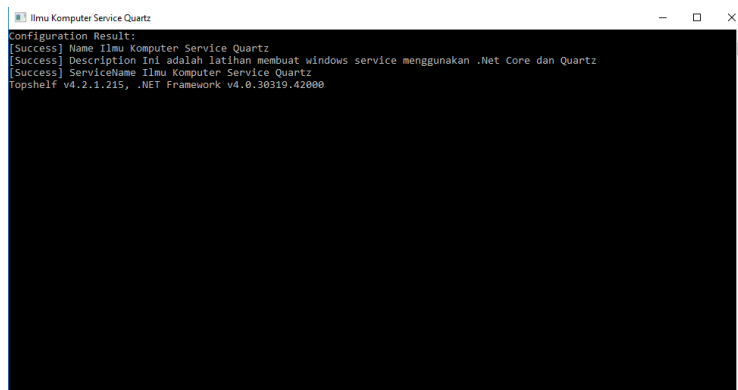 Ilmu Komputer Service Quartz
Configuration Result:
[Success] Name Ilmu Komputer Service Quartz
[Success] Description Ini adalah latihan membuat windows service menggunakan .Net Core dan Quartz
[Success] ServiceName Ilmu Komputer Service Quartz
Topshelf v4.2.1.215, .NET Framework v4.0.30319.42000